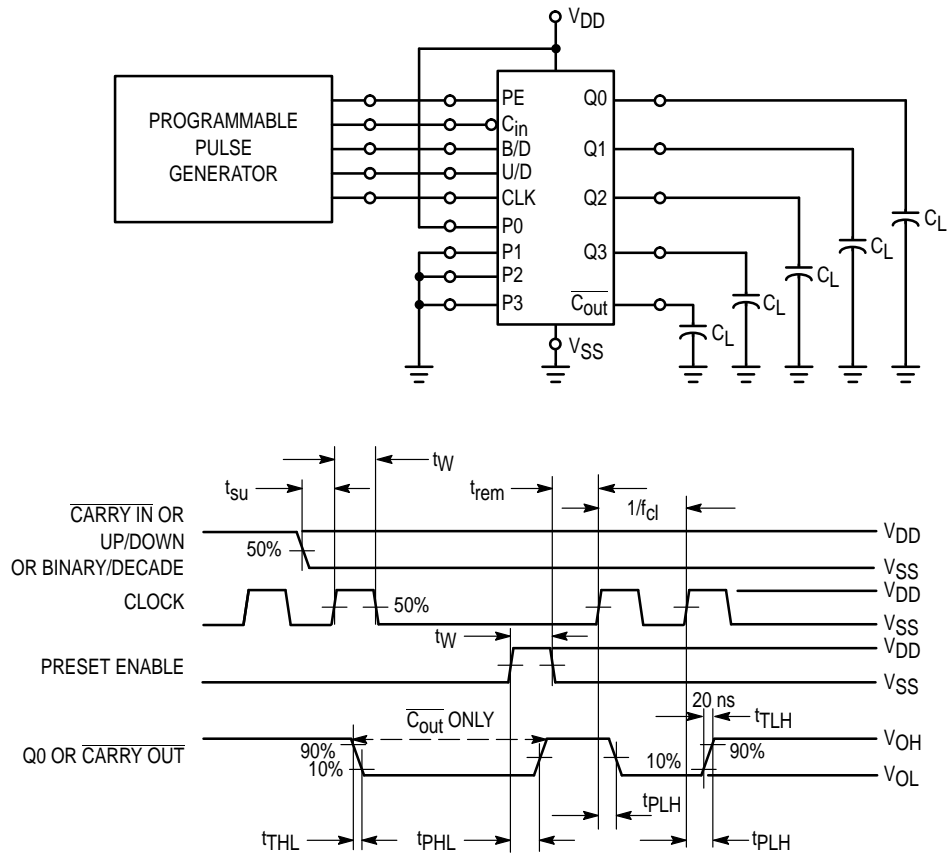 VDD
PROGRAMMABLE
PULSE
GENERATOR
PE
Cin
B/D
U/D
CLK
P0
P1
P2
P3
Q0
Q1
Q2
Q3
Cout
CL
CL
CL
CL
CL
VSS
tW
tsu
trem
1/fcl
CARRY IN OR
UP/DOWN
OR BINARY/DECADE
50%
VDD
VSS
CLOCK
50%
VDD
VSS
tW
PRESET ENABLE
VDD
VSS
20 ns
tTLH
Cout ONLY
Q0 OR CARRY OUT
90%
10%
10%
90%
VOH
VOL
tPLH
tTHL
tPHL
tPLH